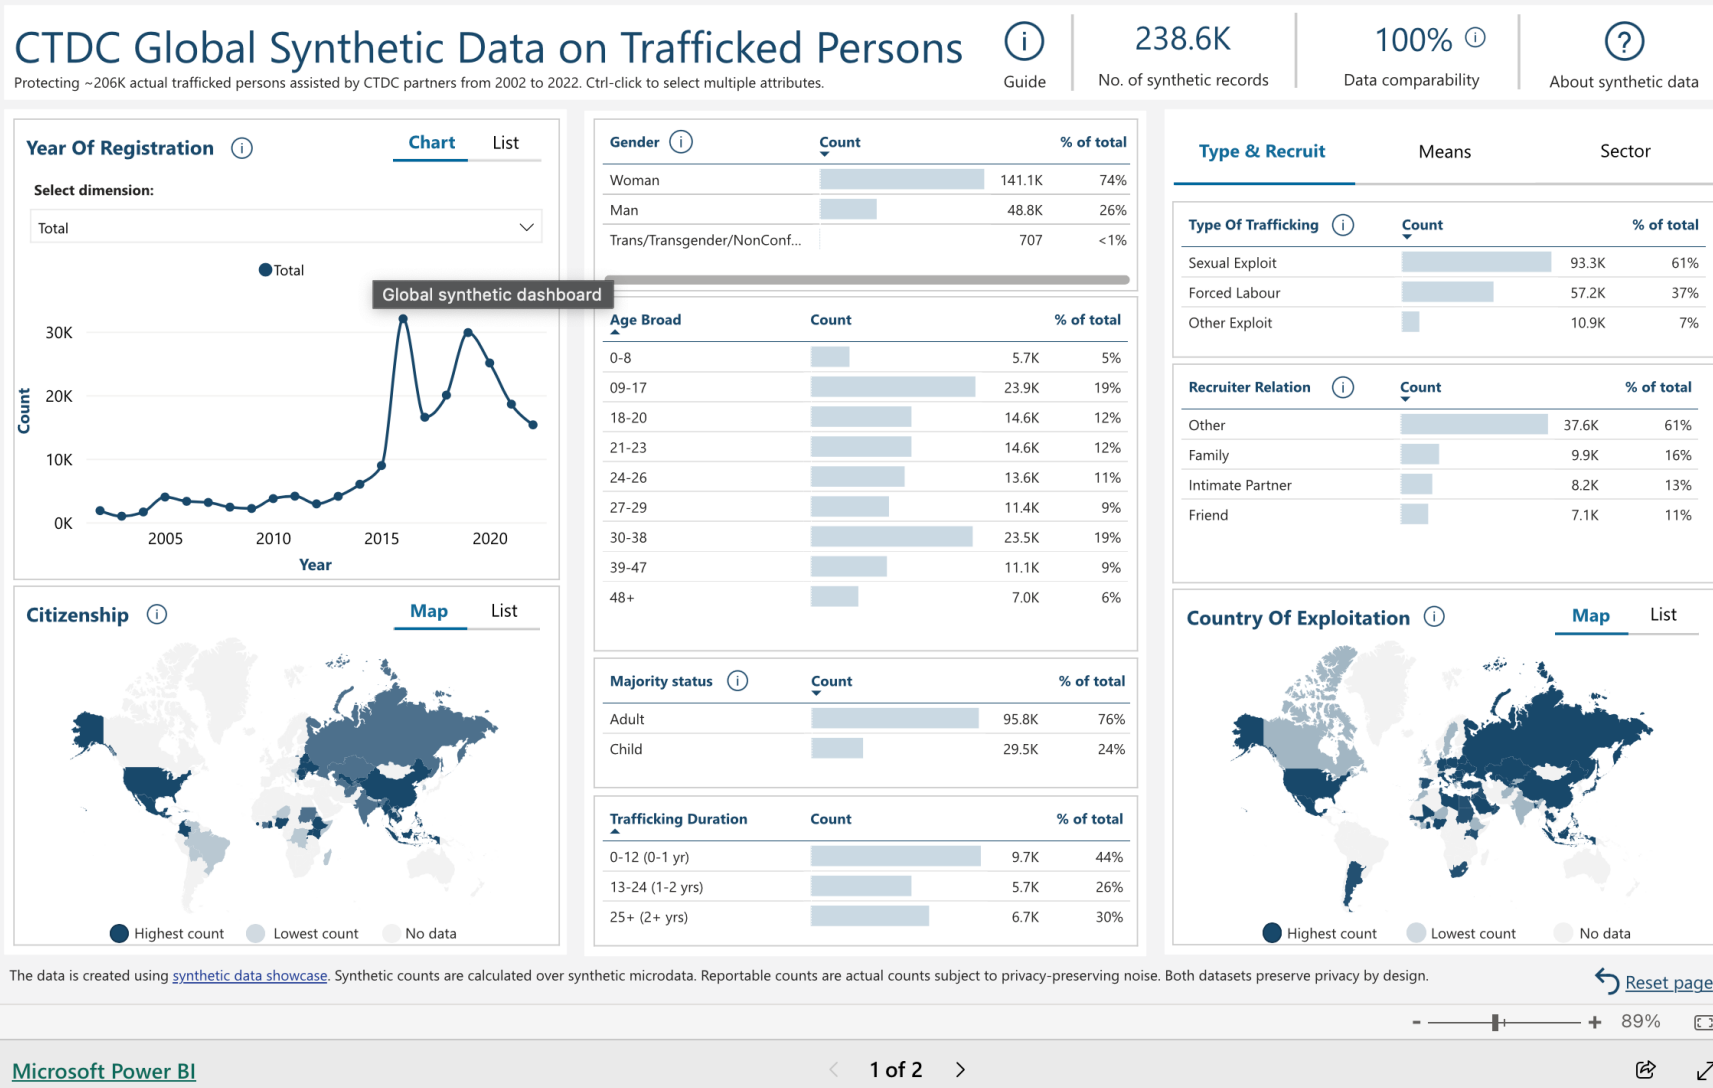 CTDC Global Synthetic Data on Trafficked Persons
Protecting ~206K actual trafficked persons assisted by CTDC partners from 2002 to 2022. Ctrl-click to select multiple attributes.
Guide
238.6K
No. of synthetic records
100%
Data comparability
About synthetic data
Year Of Registration
Chart List
Select dimension:
Total
Total
Global synthetic dashboard
30K
20K
10K
0K
Count
2005 2010 2015 2020
Year
Citizenship
Map List
Highest count Lowest count No data
Gender Count % of total
Woman 141.1K 74%
Man 48.8K 26%
Trans/Transgender/NonConf... 707 <1%
Age Broad Count % of total
0-8 5.7K 5%
09-17 23.9K 19%
18-20 14.6K 12%
21-23 14.6K 12%
24-26 13.6K 11%
27-29 11.4K 9%
30-38 23.5K 19%
39-47 11.1K 9%
48+ 7.0K 6%
Majority status Count % of total
Adult 95.8K 76%
Child 29.5K 24%
Trafficking Duration Count % of total
0-12 (0-1 yr) 9.7K 44%
13-24 (1-2 yrs) 5.7K 26%
25+ (2+ yrs) 6.7K 30%
Type & Recruit Means Sector
Type Of Trafficking Count % of total
Sexual Exploit 93.3K 61%
Forced Labour 57.2K 37%
Other Exploit 10.9K 7%
Recruiter Relation Count % of total
Other 37.6K 61%
Family 9.9K 16%
Intimate Partner 8.2K 13%
Friend 7.1K 11%
Country Of Exploitation
Map List
Highest count Lowest count No data
The data is created using synthetic data showcase. Synthetic counts are calculated over synthetic microdata. Reportable counts are actual counts subject to privacy-preserving noise. Both datasets preserve privacy by design.
Reset page
- + 89%
Microsoft Power BI
1 of 2